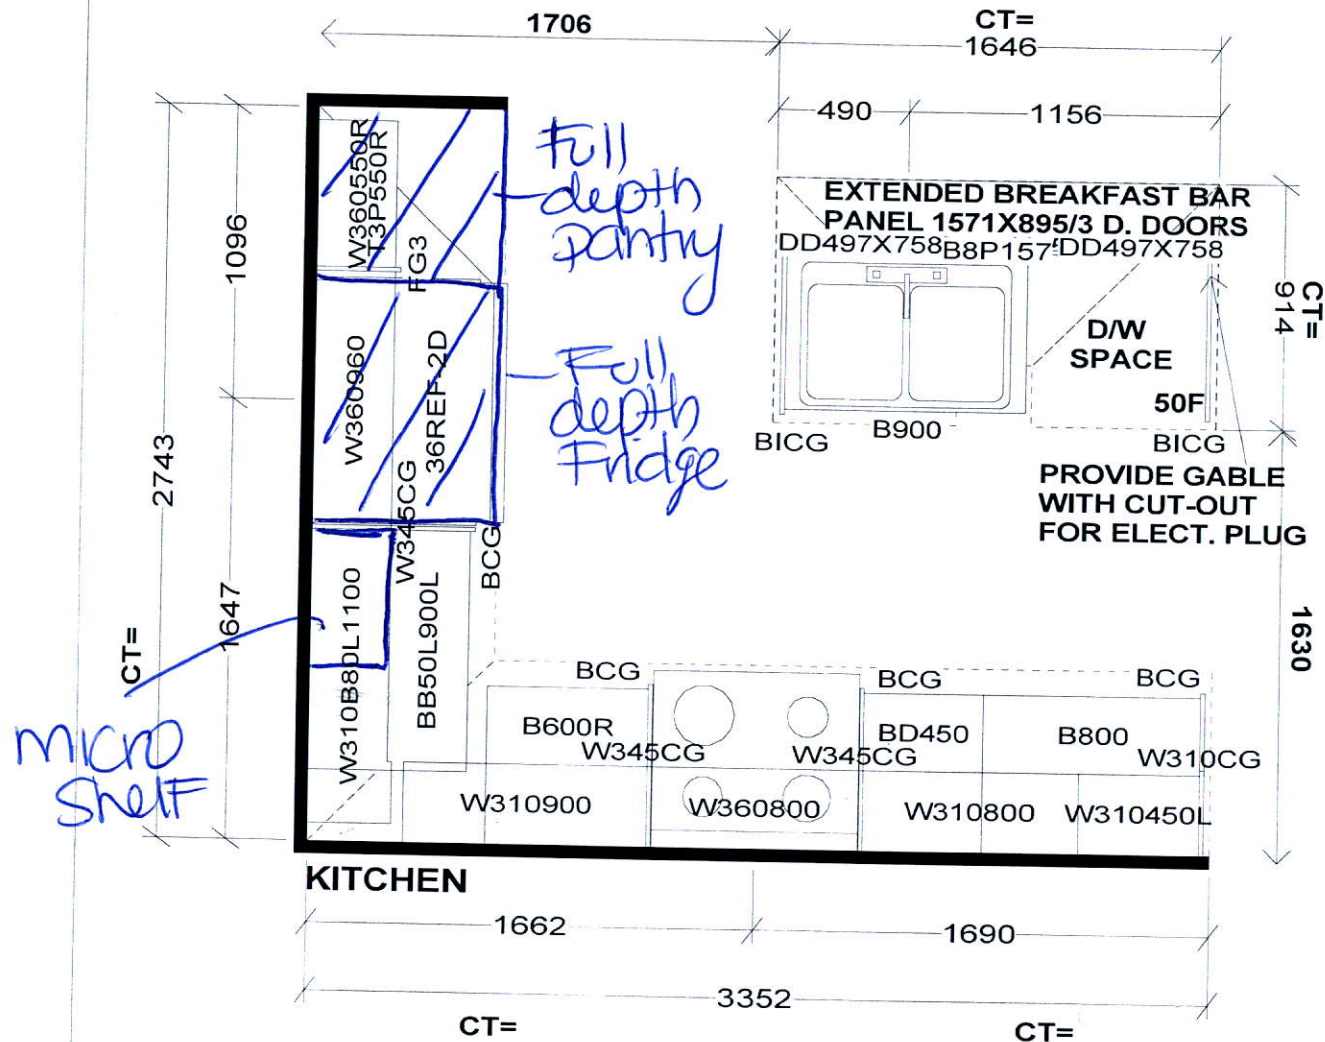 1706
CT=
1646
490
1156
W360550R
T3P550R
FG3
Full
depth
pantry
EXTENDED BREAKFAST BAR
PANEL 1571X895/3 D. DOORS
DD497X758
B8P157
DD497X758
1096
2743
1647
CT=
W360960
36REF-2D
Full
depth
Fridge
D/W
SPACE
50F
914
CT=
B900
BICG
BICG
PROVIDE GABLE
WITH CUT-OUT
FOR ELECT. PLUG
W345CG
BCG
W310B80L1100
BB50L900L
1630
micro
shelf
BCG
BCG
BCG
B600R
W345CG
W345CG
BD450
B800
W310CG
W310900
W360800
W310800
W310450L
KITCHEN
1662
1690
3352
CT=
CT=